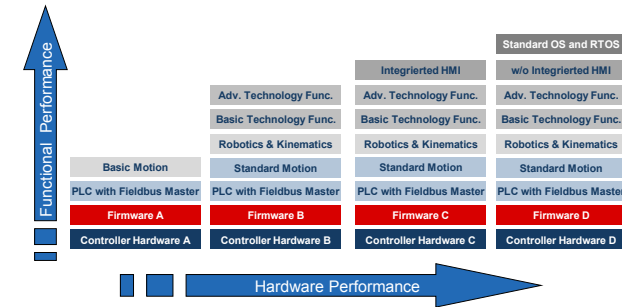 Functional Performance
Standard OS and RTOS
Integrierted HMI
w/o Integrierted HMI
Adv. Technology Func.
Adv. Technology Func.
Adv. Technology Func.
Basic Technology Func.
Basic Technology Func.
Basic Technology Func.
Robotics & Kinematics
Robotics & Kinematics
Robotics & Kinematics
Basic Motion
Standard Motion
Standard Motion
Standard Motion
PLC with Fieldbus Master
PLC with Fieldbus Master
PLC with Fieldbus Master
PLC with Fieldbus Master
Firmware A
Firmware B
Firmware C
Firmware D
Controller Hardware A
Controller Hardware B
Controller Hardware C
Controller Hardware D
Hardware Performance